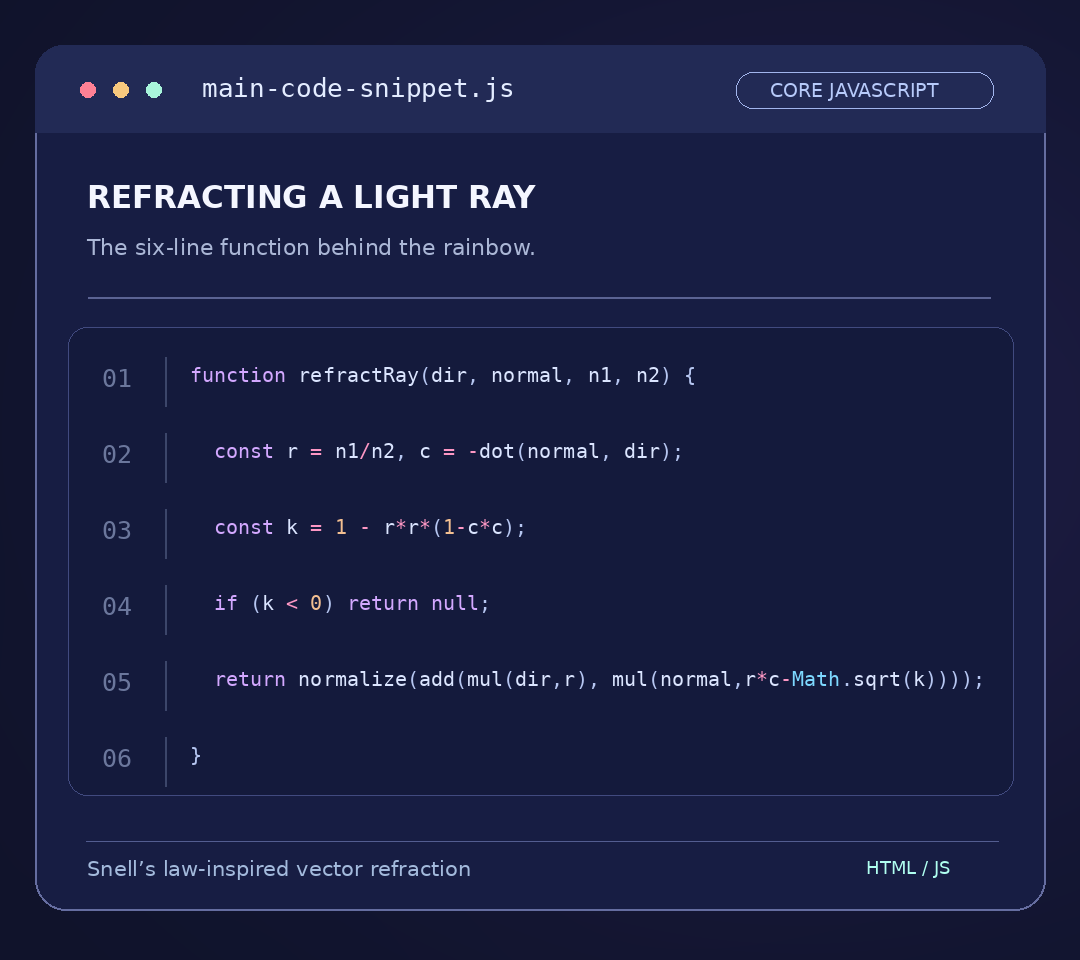 main-code-snippet.js
CORE JAVASCRIPT
REFRACTING A LIGHT RAY
The six-line function behind the rainbow.
01 function refractRay(dir, normal, n1, n2) {
02   const r = n1/n2, c = -dot(normal, dir);
03   const k = 1 - r*r*(1-c*c);
04   if (k < 0) return null;
05   return normalize(add(mul(dir,r), mul(normal,r*c-Math.sqrt(k))));
06 }
Snell’s law-inspired vector refraction
HTML / JS